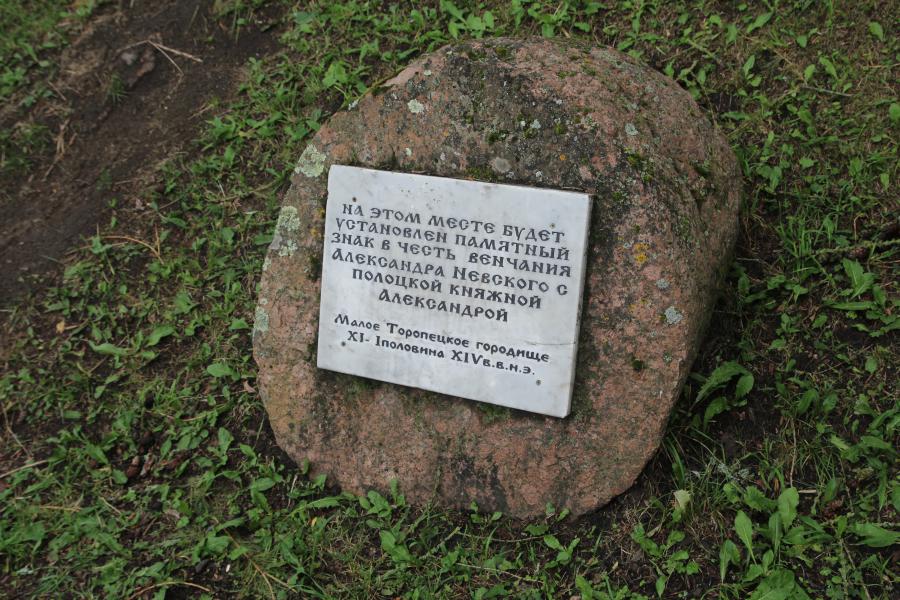 на этом месте будет
установлен памятный
знак в честь венчания
Александра Невского с
полоцкой княжной
Александрой
Малое Торопецкое городище
XI- Iполовина XIVв.в.н.э.